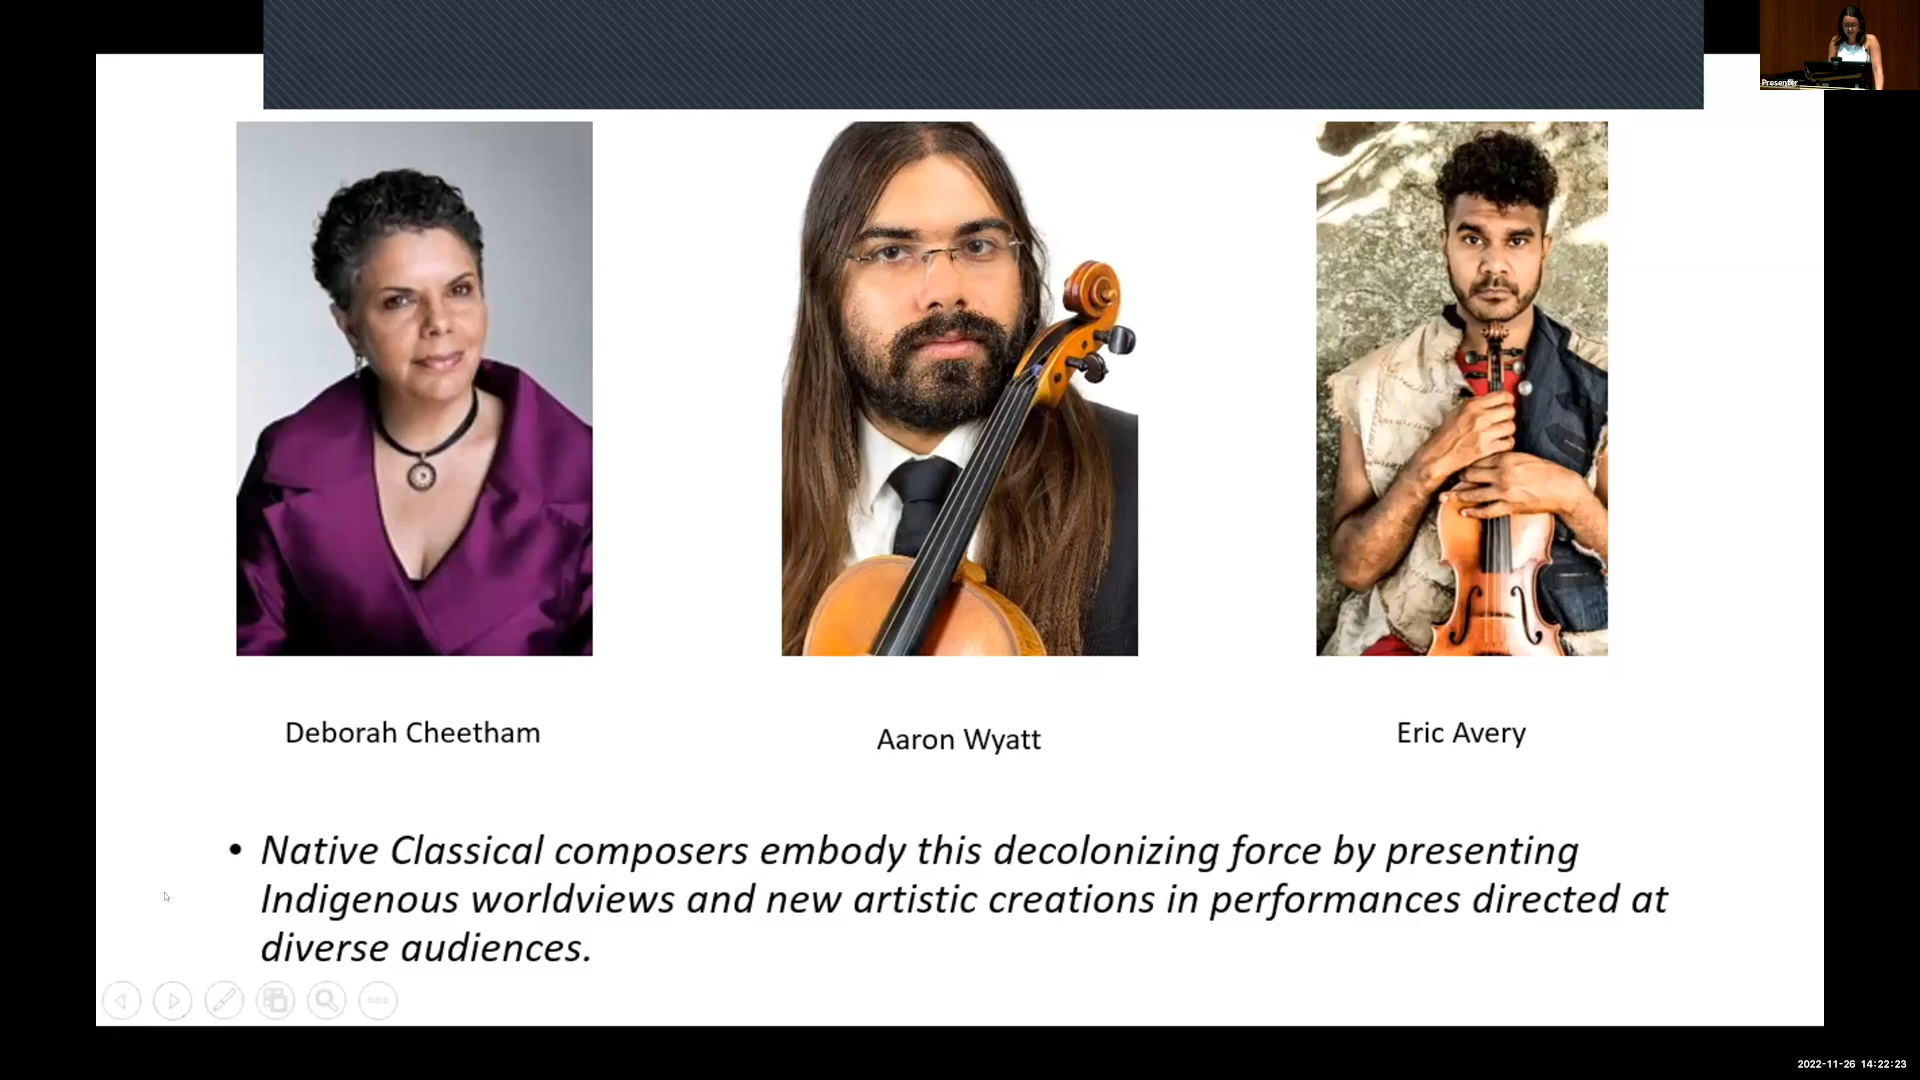 Presenter
Deborah Cheetham
Aaron Wyatt
Eric Avery
• Native Classical composers embody this decolonizing force by presenting
Indigenous worldviews and new artistic creations in performances directed at
diverse audiences.
2022-11-26 14:22:23